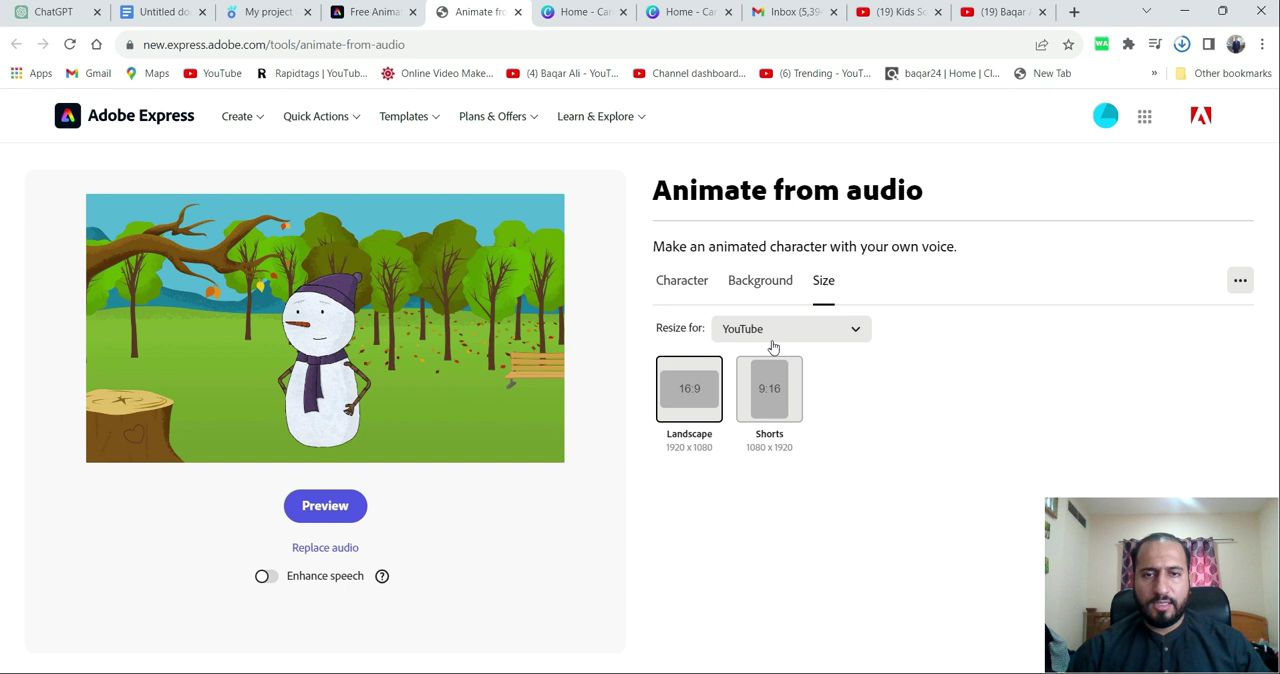 ChatGPT
Untitled do
My project
Free Anima
Animate fr
Home - Car
Home - Car
Inbox (5,39
(19) Kids So
(19) Baqar
new.express.adobe.com/tools/animate-from-audio
Apps
Gmail
Maps
YouTube
Rapidtags | YouTub...
Online Video Make...
(4) Baqar Ali - YouT...
Channel dashboard...
(6) Trending - YouT...
baqar24 | Home | Cl...
New Tab
»
Other bookmarks
Adobe Express
Create
Quick Actions
Templates
Plans & Offers
Learn & Explore
Animate from audio
Make an animated character with your own voice.
Character
Background
Size
Resize for:
YouTube
16:9
9:16
Landscape
Shorts
1920 x 1080
1080 x 1920
Preview
Replace audio
Enhance speech
?